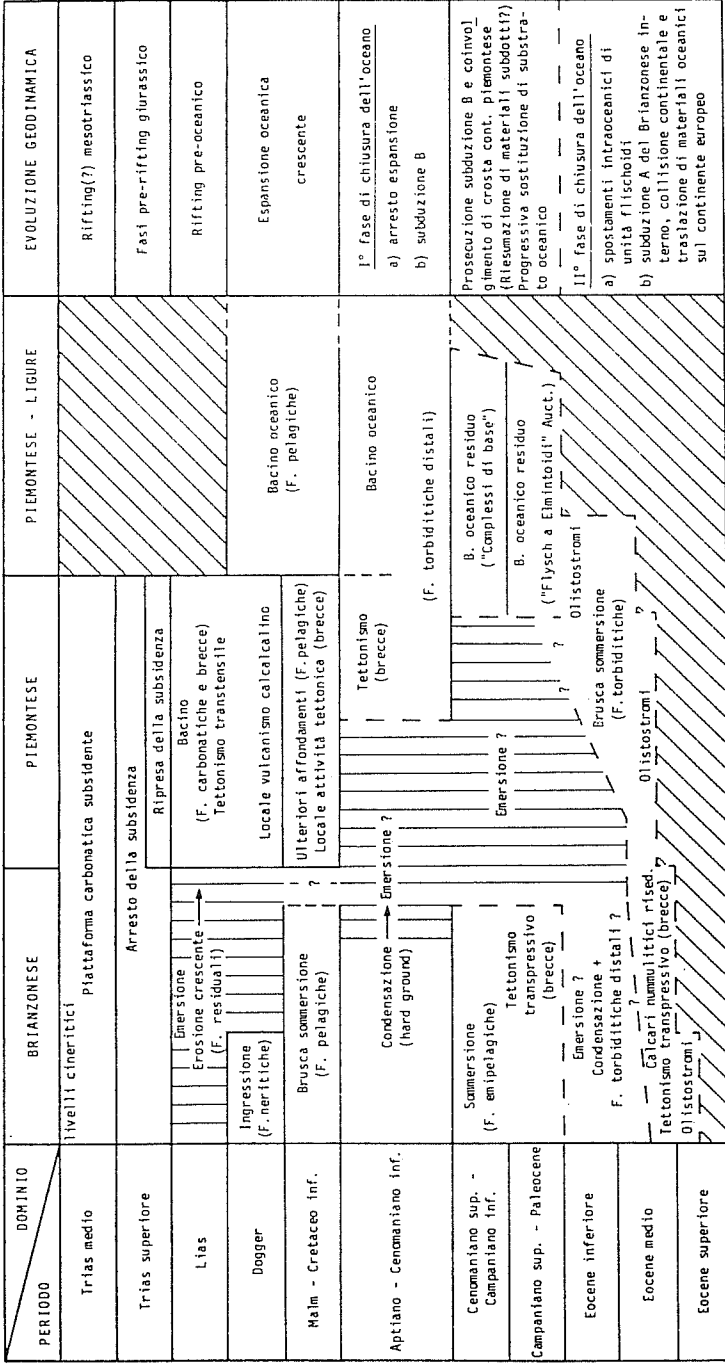 DOMINIO
PERIODO
BRIANZONESE
PIEMONTESE
PIEMONTESE - LIGURE
EVOLUZIONE GEODINAMICA
Trias medio
livelli cineritici
Piattaforma carbonatica subsidente
Rifting(?) mesotriassico
Trias superiore
Arresto della subsidenza
Ripresa della subsidenza
Fasi pre-rifting giurassico
Lias
Emersione
Erosione crescente
(F. residuali)
Bacino
(F. carbonatiche e brecce)
Tettonismo transtensile
Rifting pre-oceanico
Dogger
Ingressione
(F. neritiche)
Locale vulcanismo calcalcalino
Bacino oceanico
(F. pelagiche)
Espansione oceanica
crescente
Malm - Cretaceo inf.
Brusca sommersione
(F. pelagiche)
?
Ulteriori affondamenti (F.pelagiche)
Locale attività tettonica (brecce)
Aptiano - Cenomaniano inf.
Condensazione
(hard ground)
Emersione ?
Tettonismo
(brecce)
Bacino oceanico
(F. torbiditiche distali)
I° fase di chiusura dell'oceano
a) arresto espansione
b) subduzione B
Cenomaniano sup. -
Campaniano inf.
Sommersione
(F. emipelagiche)
B. oceanico residuo
("Complessi di base")
Prosecuzione subduzione B e coinvol
gimento di crosta cont. piemontese
(Riesumazione di materiali subdotti?)
Progressiva sostituzione di substra-
to oceanico
Campaniano sup. - Paleocene
Tettonismo
transpressivo
(brecce)
Emersione ?
?
B. oceanico residuo
("Flysch a Elmintoidi" Auct.)
?
Eocene inferiore
Emersione ?
Condensazione +
F. torbiditiche distali ?
?
Brusca sommersione
(F.torbiditiche)
Olistostromi
?
II° fase di chiusura dell'oceano
a) spostamenti intraoceanici di
unità flischoidi
b) subduzione A del Brianzonese in-
terno, collisione continentale e
traslazione di materiali oceanici
sul continente europeo
Eocene medio
?
Calcari nummulitici rised.
Tettonismo transpressivo (brecce)
?
Olistostromi
?
?
Eocene superiore
Olistostromi
?